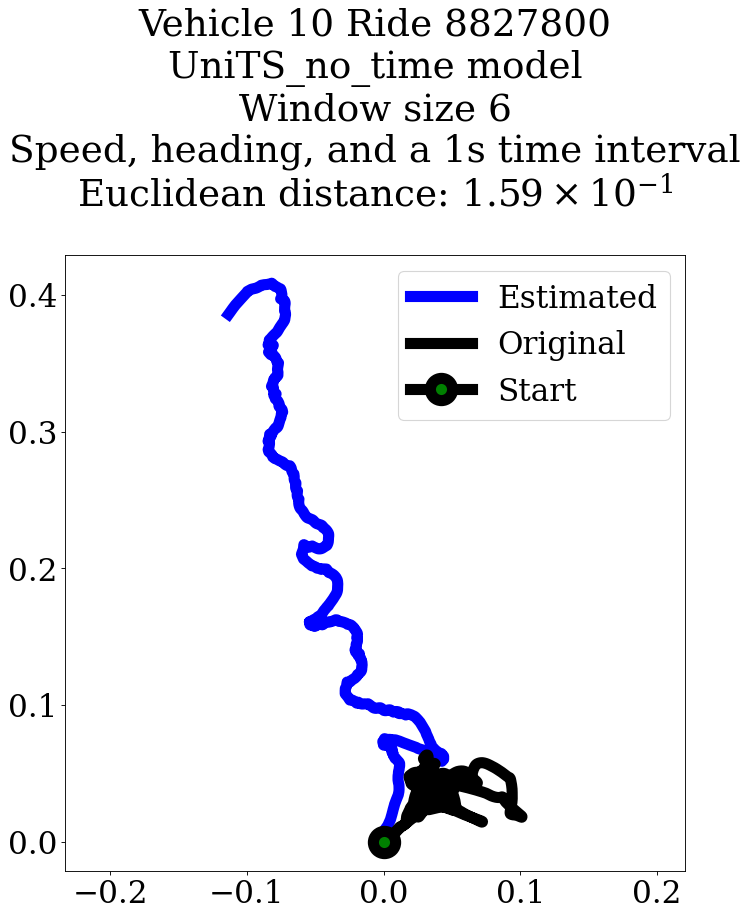 Vehicle 10 Ride 8827800
UniTS_no_time model
Window size 6
Speed, heading, and a 1s time interval
Euclidean distance: 1.59 × 10⁻¹
Estimated
Original
Start
0.4
0.3
0.2
0.1
0.0
−0.2 −0.1 0.0 0.1 0.2